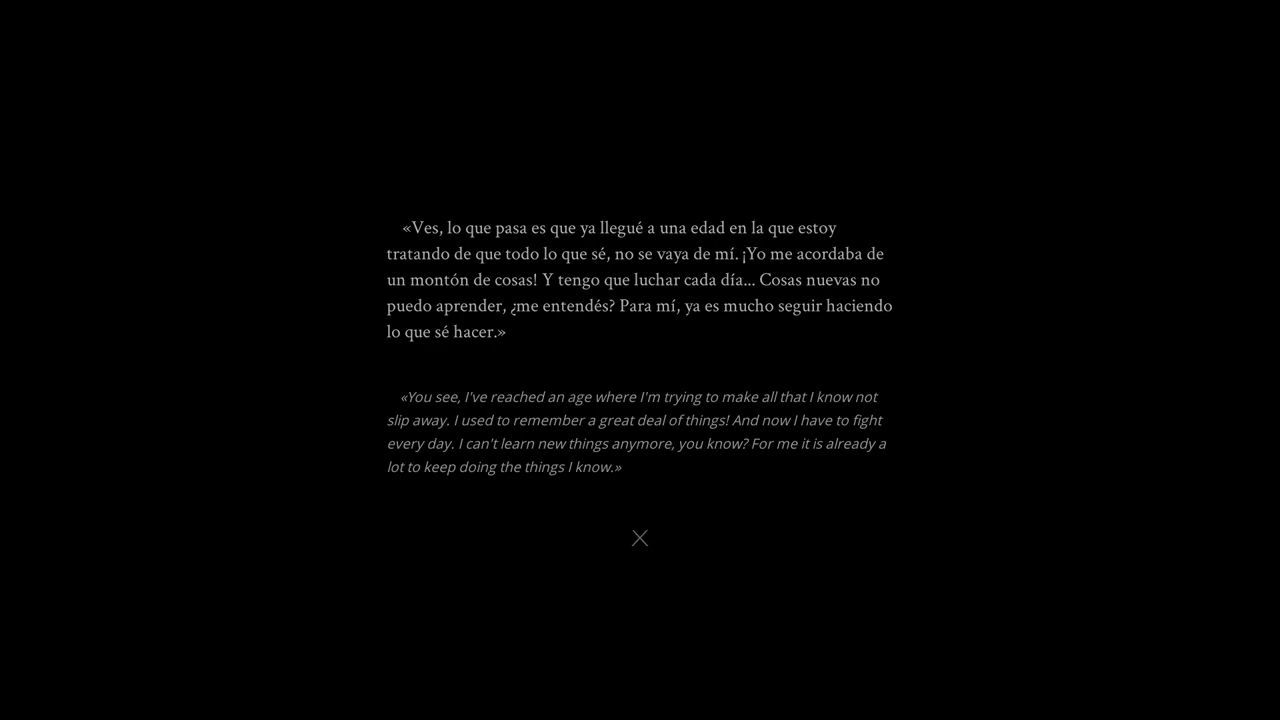 «Ves, lo que pasa es que ya llegué a una edad en la que estoy
tratando de que todo lo que sé, no se vaya de mí. ¡Yo me acordaba de
un montón de cosas! Y tengo que luchar cada día... Cosas nuevas no
puedo aprender, ¿me entendés? Para mí, ya es mucho seguir haciendo
lo que sé hacer.»
«You see, I've reached an age where I'm trying to make all that I know not
slip away. I used to remember a great deal of things! And now I have to fight
every day. I can't learn new things anymore, you know? For me it is already a
lot to keep doing the things I know.»